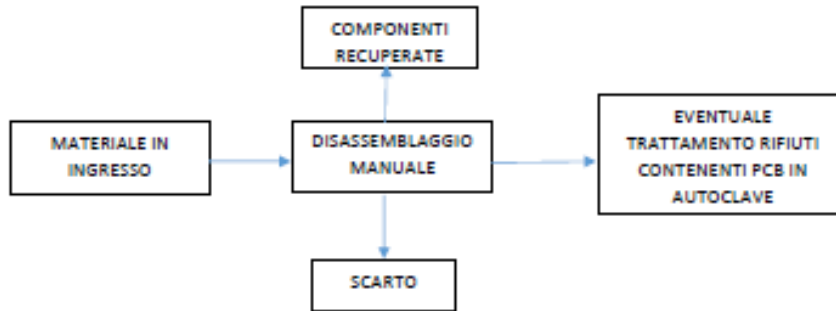 COMPONENTI
RECUPERATE
MATERIALE IN
INGRESSO
DISASSEMBLAGGIO
MANUALE
EVENTUALE
TRATTAMENTO RIFIUTI
CONTENENTI PCB IN
AUTOCLAVE
SCARTO